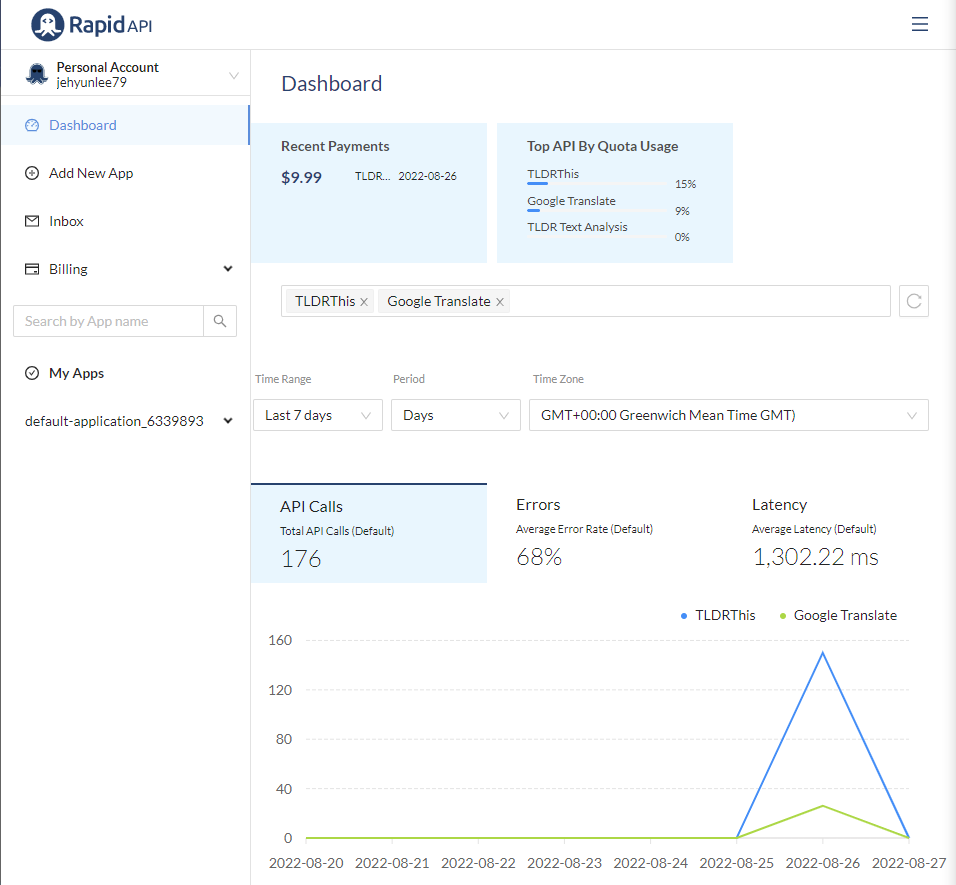 Rapid API
Personal Account
jehyunlee79
Dashboard
Add New App
Inbox
Billing
Search by App name
My Apps
default-application_6339893
Dashboard
Recent Payments
$9.99 TLDR... 2022-08-26
Top API By Quota Usage
TLDRThis
15%
Google Translate
9%
TLDR Text Analysis
0%
TLDRThis x Google Translate x
Time Range Period Time Zone
Last 7 days Days GMT+00:00 Greenwich Mean Time GMT)
API Calls
Total API Calls (Default)
176
Errors
Average Error Rate (Default)
68%
Latency
Average Latency (Default)
1,302.22 ms
TLDRThis Google Translate
160
120
80
40
0
2022-08-20 2022-08-21 2022-08-22 2022-08-23 2022-08-24 2022-08-25 2022-08-26 2022-08-27